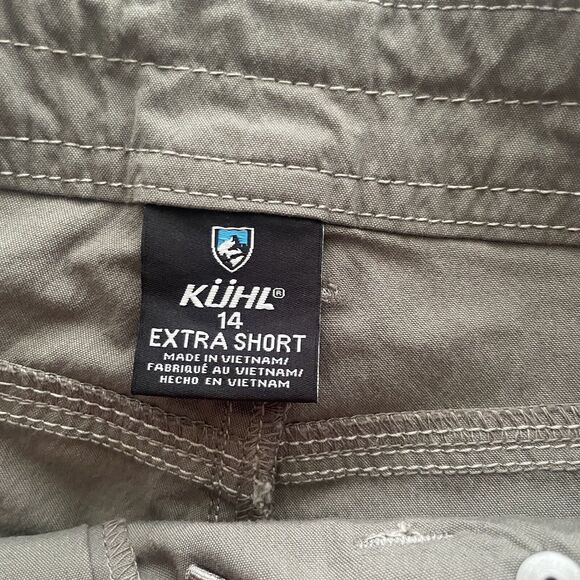 KÜHL®
14
EXTRA SHORT
MADE IN VIETNAM/
FABRIQUÉ AU VIETNAM/
HECHO EN VIETNAM